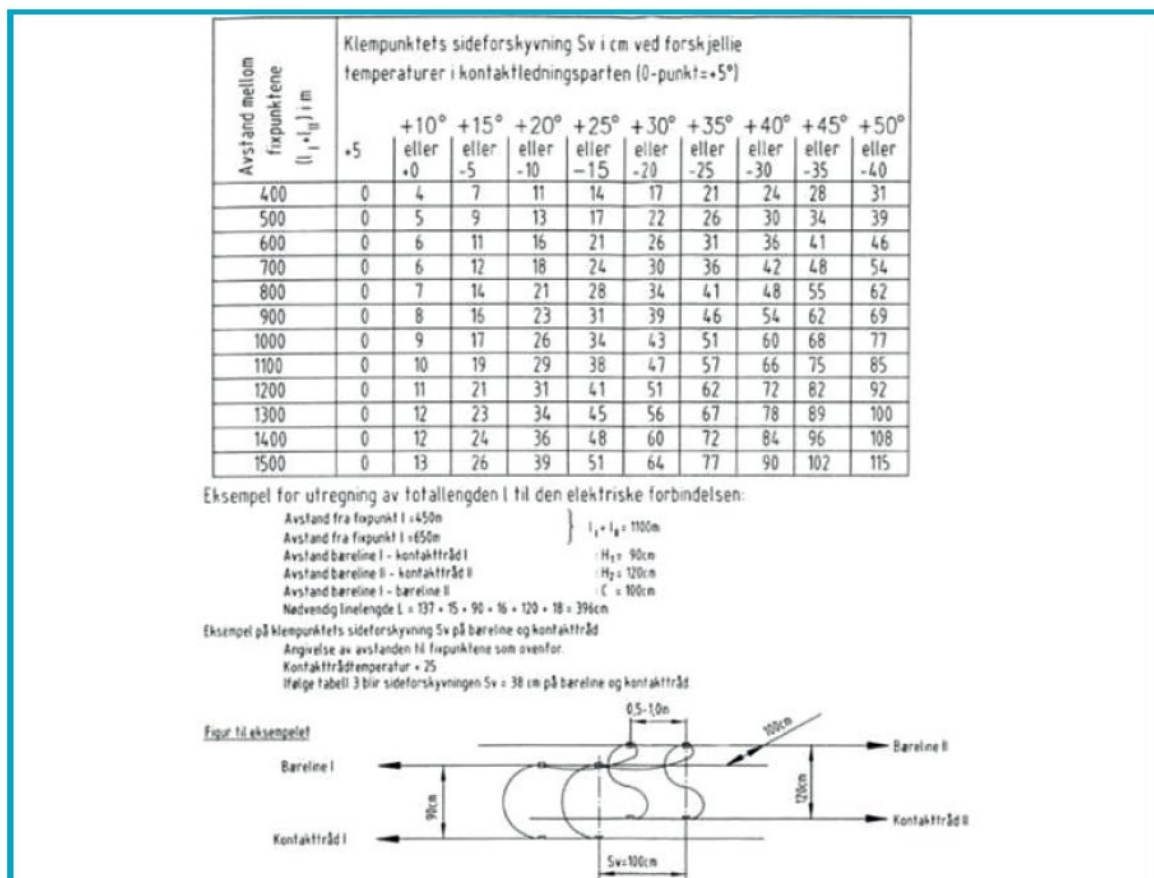 Avstand mellom
fixpunktene
(l I + l II) i m
Klempunktets sideforskyvning Sv i cm ved forskjellie
temperaturer i kontaktledningsparten (0-punkt=+5°)
+5 +10° +15° +20° +25° +30° +35° +40° +45° +50°
eller eller eller eller eller eller eller eller eller
+0 -5 -10 -15 -20 -25 -30 -35 -40
400 0 4 7 11 14 17 21 24 28 31
500 0 5 9 13 17 22 26 30 34 39
600 0 6 11 16 21 26 31 36 41 46
700 0 6 12 18 24 30 36 42 48 54
800 0 7 14 21 28 34 41 48 55 62
900 0 8 16 23 31 39 46 54 62 69
1000 0 9 17 26 34 43 51 60 68 77
1100 0 10 19 29 38 47 57 66 75 85
1200 0 11 21 31 41 51 62 72 82 92
1300 0 12 23 34 45 56 67 78 89 100
1400 0 12 24 36 48 60 72 84 96 108
1500 0 13 26 39 51 64 77 90 102 115
Eksempel for utregning av totallengden l til den elektriske forbindelsen:
Avstand fra fixpunkt I =450m
Avstand fra fixpunkt I =650m
l I + l II = 1100m
Avstand bæreline I - kontakttråd I : H₁ = 90cm
Avstand bæreline II - kontakttråd II : H₂ = 120cm
Avstand bæreline I - bæreline II : C = 100cm
Nødvendig linelengde L = 137 + 15 + 90 + 16 + 120 + 18 = 396cm
Eksempel på klempunktets sideforskyvning Sv på bæreline og kontakttråd
Angivelse av avstanden til fixpunktene som ovenfor.
Kontakttrådtemperatur + 25
Ifølge tabell 3 blir sideforskyvningen Sv = 38 cm på bæreline og kontakttråd.
Figur til eksempelet
0,5-1,0m
100cm
Bæreline II
Bæreline I
90cm
120cm
Kontakttråd II
Kontakttråd I
Sv=100cm